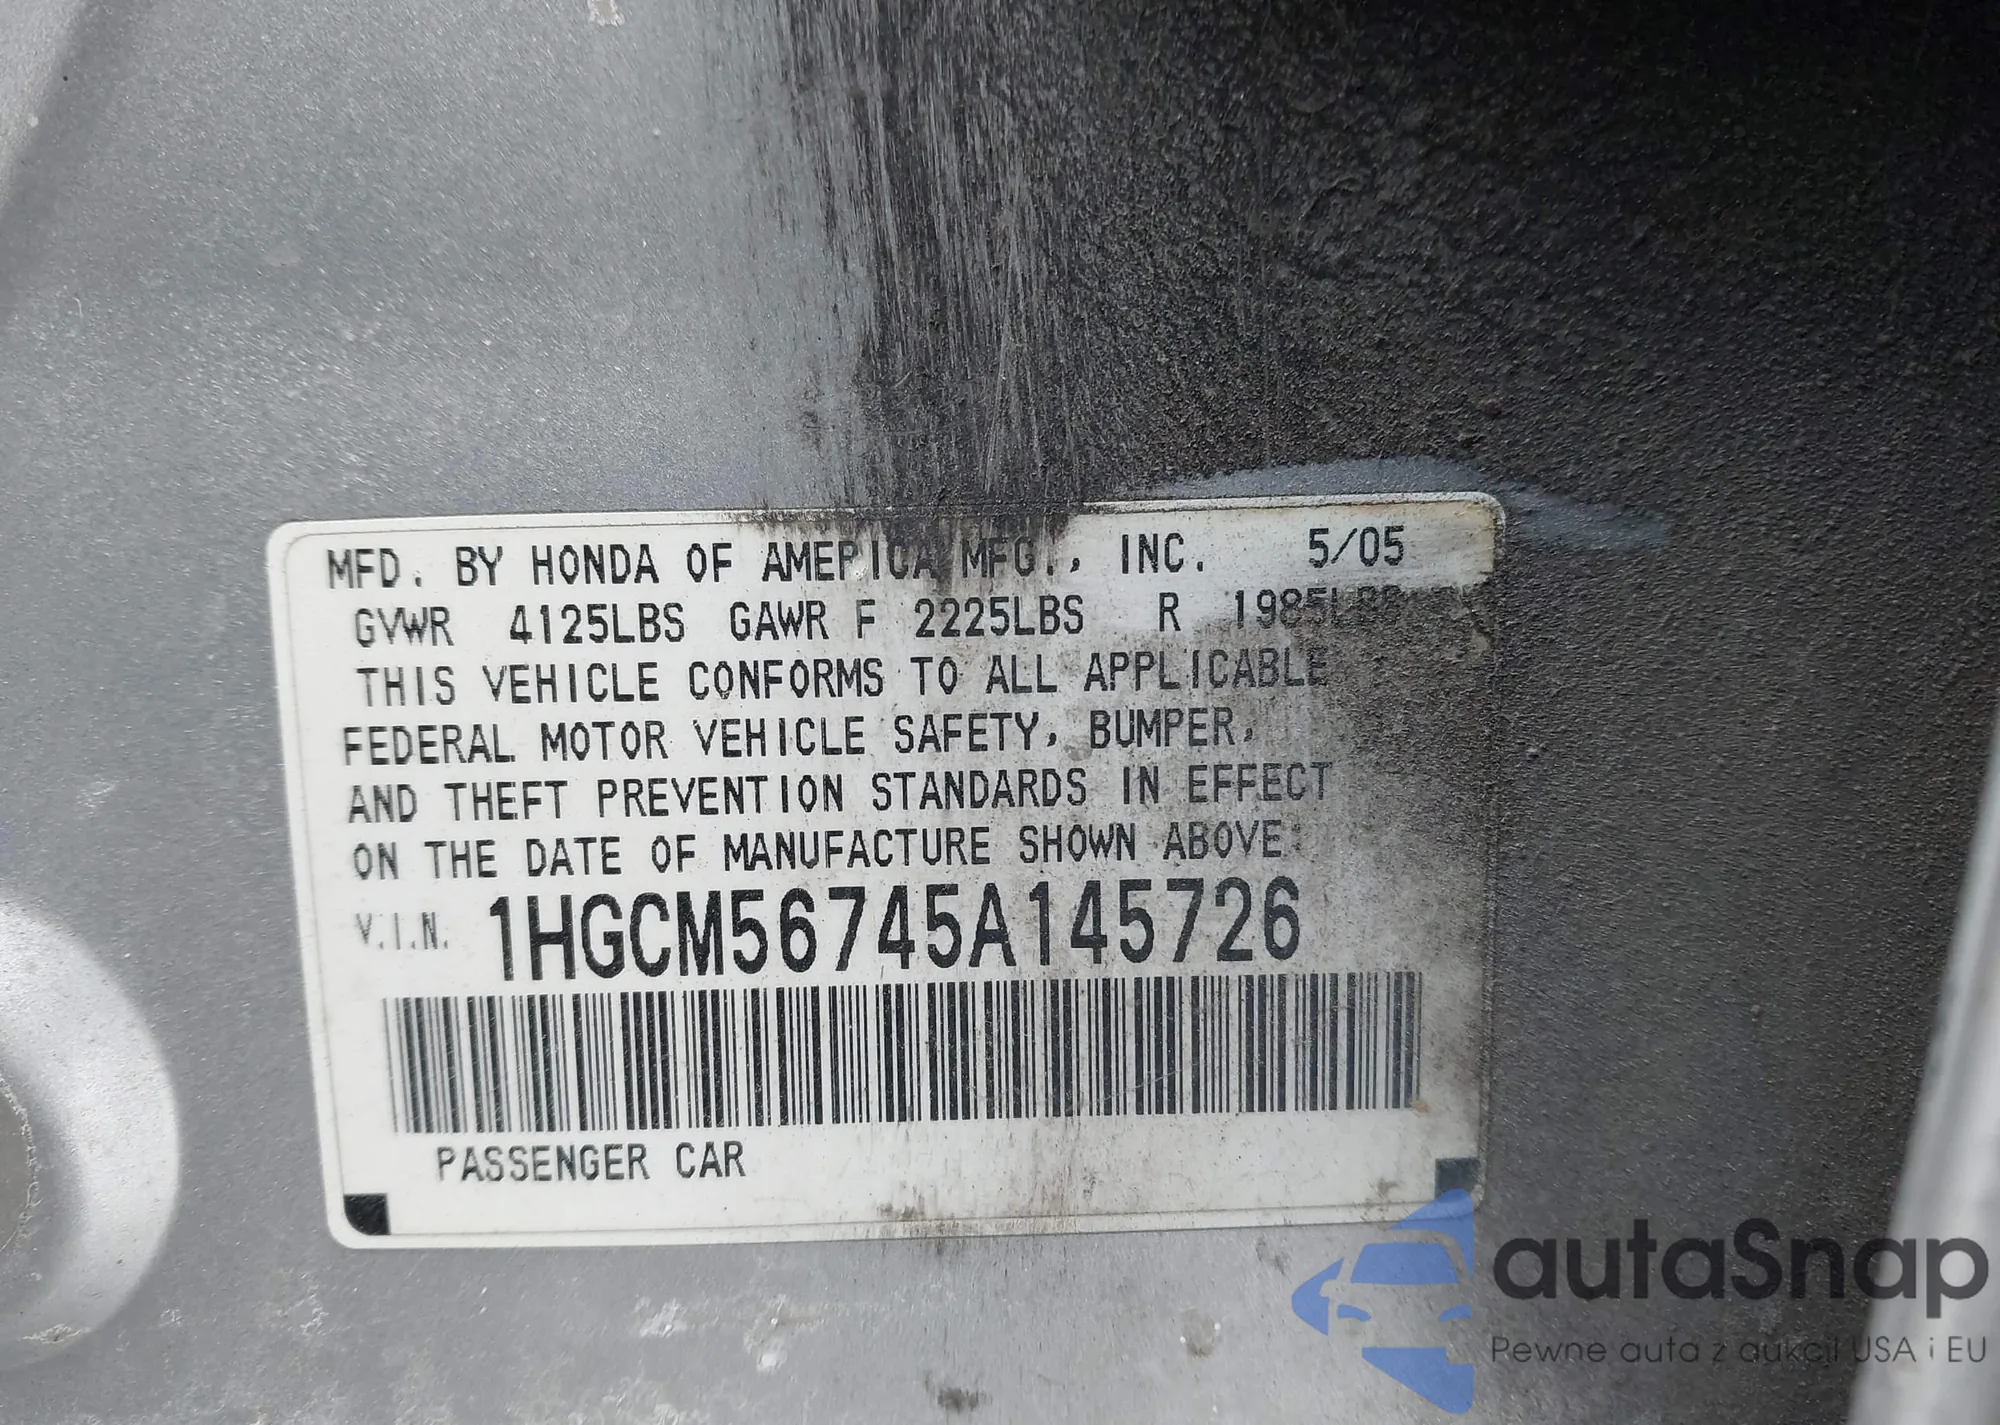 MFD. BY HONDA OF AMERICA MFG., INC. 5/05
GVWR 4125LBS GAWR F 2225LBS R 1985LBS
THIS VEHICLE CONFORMS TO ALL APPLICABLE
FEDERAL MOTOR VEHICLE SAFETY, BUMPER,
AND THEFT PREVENTION STANDARDS IN EFFECT
ON THE DATE OF MANUFACTURE SHOWN ABOVE:
V.I.N. 1HGCM56745A145726
PASSENGER CAR
autaSnap
Pewne auta z aukcji USA i EU